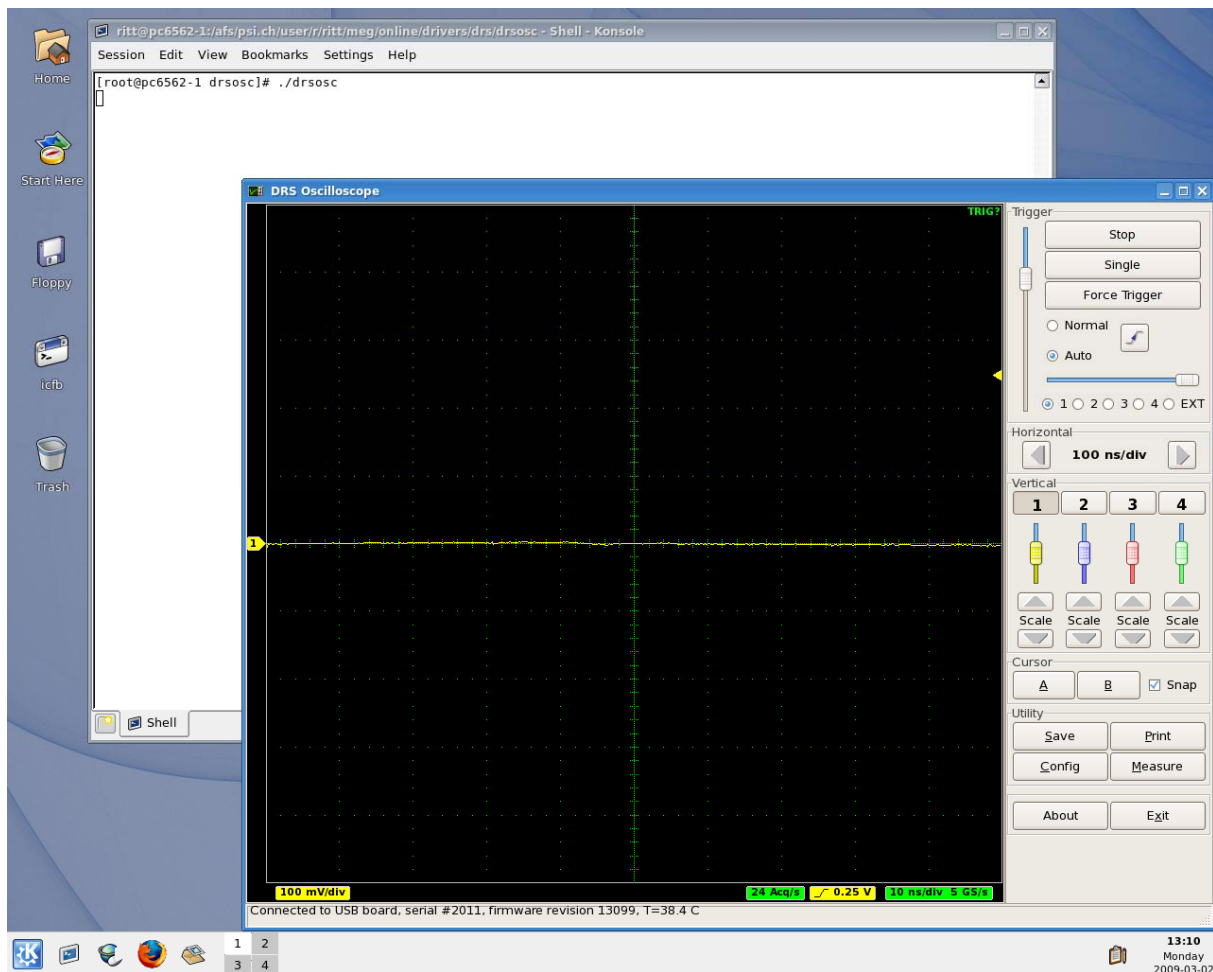 ritt@pc6562-1:/afs/psi.ch/user/r/ritt/meg/online/drivers/drs/drsosc - Shell - Konsole
Session Edit View Bookmarks Settings Help
[root@pc6562-1 drsosc]# ./drsosc
Home
Start Here
Floppy
icfb
Trash
Shell
DRS Oscilloscope
TRIG?
1
100 mV/div
24 Acq/s
0.25 V
10 ns/div 5 GS/s
Connected to USB board, serial #2011, firmware revision 13099, T=38.4 C
Trigger
Stop
Single
Force Trigger
Normal
Auto
1 2 3 4 EXT
Horizontal
100 ns/div
Vertical
1 2 3 4
Scale Scale Scale Scale
Cursor
A B Snap
Utility
Save Print
Config Measure
About Exit
1 2
3 4
13:10
Monday
2009-03-02